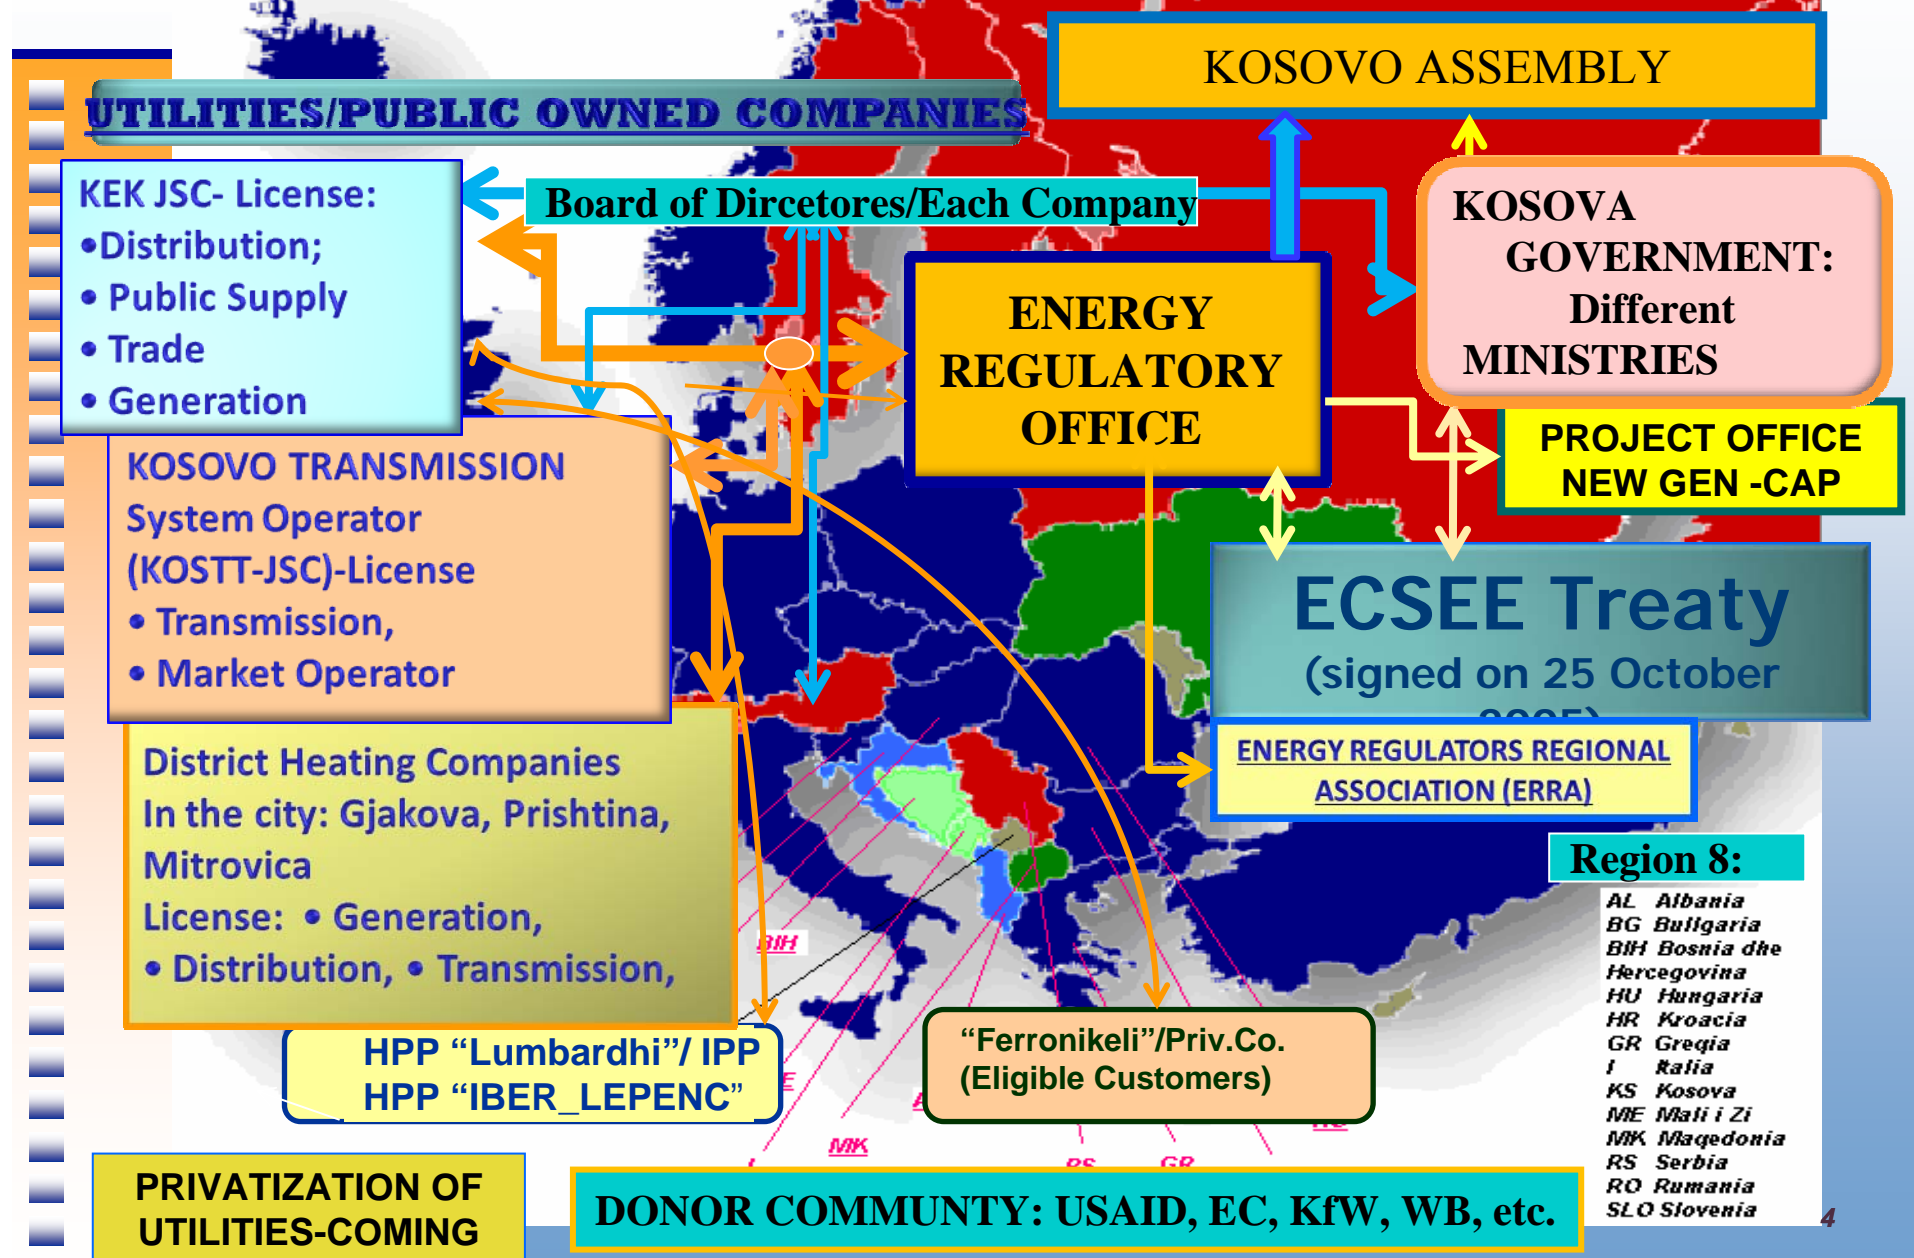 KOSOVO ASSEMBLY
UTILITIES/PUBLIC OWNED COMPANIES
KEK JSC- License:
•Distribution;
• Public Supply
• Trade
• Generation
Board of Dircetores/Each Company
KOSOVA
GOVERNMENT:
Different
MINISTRIES
ENERGY
REGULATORY
OFFICE
PROJECT OFFICE
NEW GEN -CAP
KOSOVO TRANSMISSION
System Operator
(KOSTT-JSC)-License
• Transmission,
• Market Operator
ECSEE Treaty
(signed on 25 October
ENERGY REGULATORS REGIONAL
ASSOCIATION (ERRA)
District Heating Companies
In the city: Gjakova, Prishtina,
Mitrovica
License: • Generation,
• Distribution, • Transmission,
Region 8:
AL Albania
BG Bullgaria
BIH Bosnia dhe
Hercegovina
HU Hungaria
HR Kroacia
GR Greqia
I Italia
KS Kosova
ME Mali i Zi
MK Maqedonia
RS Serbia
RO Rumania
SLO Slovenia
BIH
HPP “Lumbardhi”/ IPP
HPP “IBER_LEPENC”
“Ferronikeli”/Priv.Co.
(Eligible Customers)
MK
RS
GR
PRIVATIZATION OF
UTILITIES-COMING
DONOR COMMUNTY: USAID, EC, KfW, WB, etc.
4